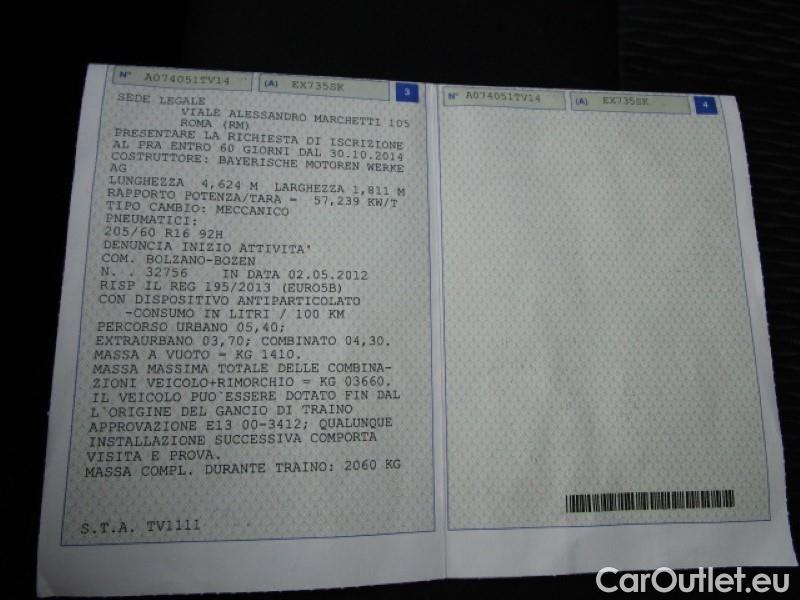 N° A074051TV14 (A) EX735SK 3
SEDE LEGALE
VIALE ALESSANDRO MARCHETTI 105
ROMA (RM)
PRESENTARE LA RICHIESTA DI ISCRIZIONE
AL PRA ENTRO 60 GIORNI DAL 30.10.2014
COSTRUTTORE: BAYERISCHE MOTOREN WERKE
AG
LUNGHEZZA 4,624 M LARGHEZZA 1,811 M
RAPPORTO POTENZA/TARA = 57,239 KW/T
TIPO CAMBIO: MECCANICO
PNEUMATICI:
205/60 R16 92H
DENUNCIA INIZIO ATTIVITA'
COM. BOLZANO-BOZEN
N. . 32756 IN DATA 02.05.2012
RISP IL REG 195/2013 (EURO5B)
CON DISPOSITIVO ANTIPARTICOLATO
-CONSUMO IN LITRI / 100 KM
PERCORSO URBANO 05,40;
EXTRAURBANO 03,70; COMBINATO 04,30.
MASSA A VUOTO = KG 1410.
MASSA MASSIMA TOTALE DELLE COMBINA-
ZIONI VEICOLO+RIMORCHIO = KG 03660.
IL VEICOLO PUO`ESSERE DOTATO FIN DAL
L`ORIGINE DEL GANCIO DI TRAINO
APPROVAZIONE E13 00-3412; QUALUNQUE
INSTALLAZIONE SUCCESSIVA COMPORTA
VISITA E PROVA.
MASSA COMPL. DURANTE TRAINO: 2060 KG
S.T.A. TV1111
N° A074051TV14 (A) EX735SK 4
CarOutlet.eu